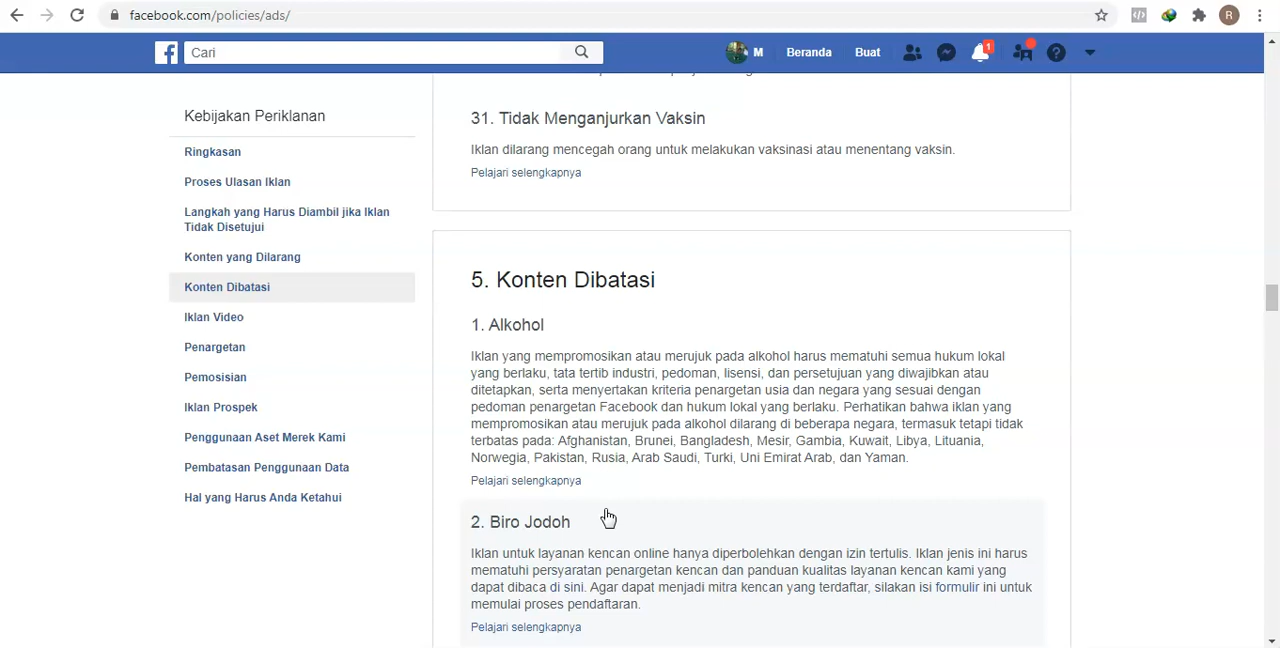 facebook.com/policies/ads/
R
f
Cari
M
Beranda
Buat
1
?
Kebijakan Periklanan
Ringkasan
Proses Ulasan Iklan
Langkah yang Harus Diambil jika Iklan
Tidak Disetujui
Konten yang Dilarang
Konten Dibatasi
Iklan Video
Penargetan
Pemosisian
Iklan Prospek
Penggunaan Aset Merek Kami
Pembatasan Penggunaan Data
Hal yang Harus Anda Ketahui
31. Tidak Menganjurkan Vaksin
Iklan dilarang mencegah orang untuk melakukan vaksinasi atau menentang vaksin.
Pelajari selengkapnya
5. Konten Dibatasi
1. Alkohol
Iklan yang mempromosikan atau merujuk pada alkohol harus mematuhi semua hukum lokal
yang berlaku, tata tertib industri, pedoman, lisensi, dan persetujuan yang diwajibkan atau
ditetapkan, serta menyertakan kriteria penargetan usia dan negara yang sesuai dengan
pedoman penargetan Facebook dan hukum lokal yang berlaku. Perhatikan bahwa iklan yang
mempromosikan atau merujuk pada alkohol dilarang di beberapa negara, termasuk tetapi tidak
terbatas pada: Afghanistan, Brunei, Bangladesh, Mesir, Gambia, Kuwait, Libya, Lituania,
Norwegia, Pakistan, Rusia, Arab Saudi, Turki, Uni Emirat Arab, dan Yaman.
Pelajari selengkapnya
2. Biro Jodoh
Iklan untuk layanan kencan online hanya diperbolehkan dengan izin tertulis. Iklan jenis ini harus
mematuhi persyaratan penargetan kencan dan panduan kualitas layanan kencan kami yang
dapat dibaca di sini. Agar dapat menjadi mitra kencan yang terdaftar, silakan isi formulir ini untuk
memulai proses pendaftaran.
Pelajari selengkapnya